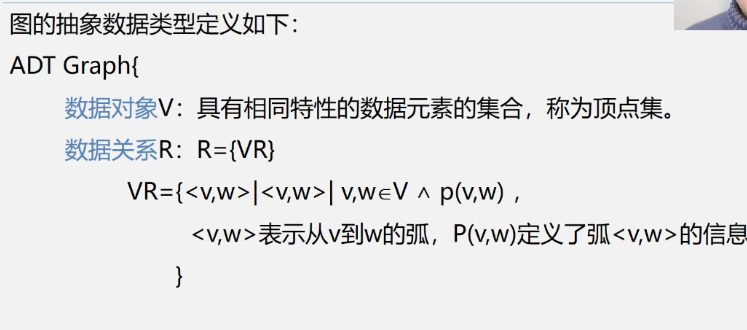 图的抽象数据类型定义如下：
ADT Graph{
数据对象V：具有相同特性的数据元素的集合，称为顶点集。
数据关系R：R={VR}
VR={<v,w>|<v,w>| v,w∈V ∧ p(v,w) ，
<v,w>表示从v到w的弧，P(v,w)定义了弧<v,w>的信息
}